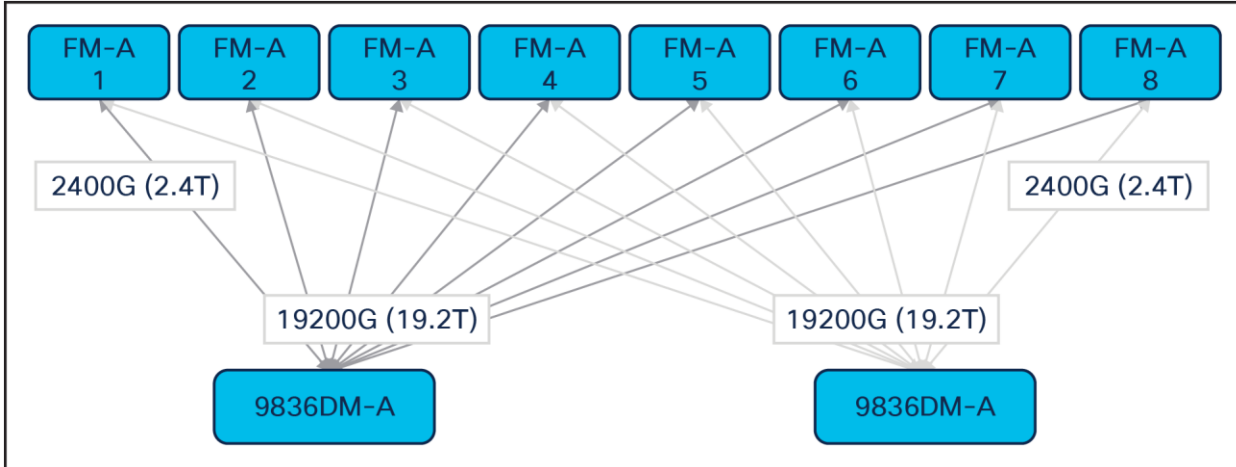 FM-A
1
FM-A
2
FM-A
3
FM-A
4
FM-A
5
FM-A
6
FM-A
7
FM-A
8
2400G (2.4T)
2400G (2.4T)
19200G (19.2T)
19200G (19.2T)
9836DM-A
9836DM-A